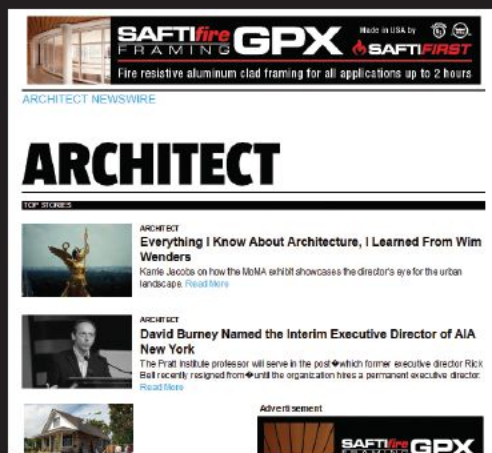 SAFTIfire GPX
FRAMING
Made in USA by
SAFTIFIRST
Fire resistive aluminum clad framing for all applications up to 2 hours
ARCHITECT NEWSWIRE
ARCHITECT
TOP STORIES
ARCHITECT
Everything I Know About Architecture, I Learned From Wim
Wenders
Karrie Jacobs on how the MoMA exhibit showcases the director's eye for the urban
landscape. Read More
ARCHITECT
David Burney Named the Interim Executive Director of AIA
New York
The Pratt Institute professor will serve in the post�which former executive director Rick
Bell recently resigned from�until the organization hires a permanent executive director.
Read More
Advertisement
SAFTIfire GPX
FRAMING